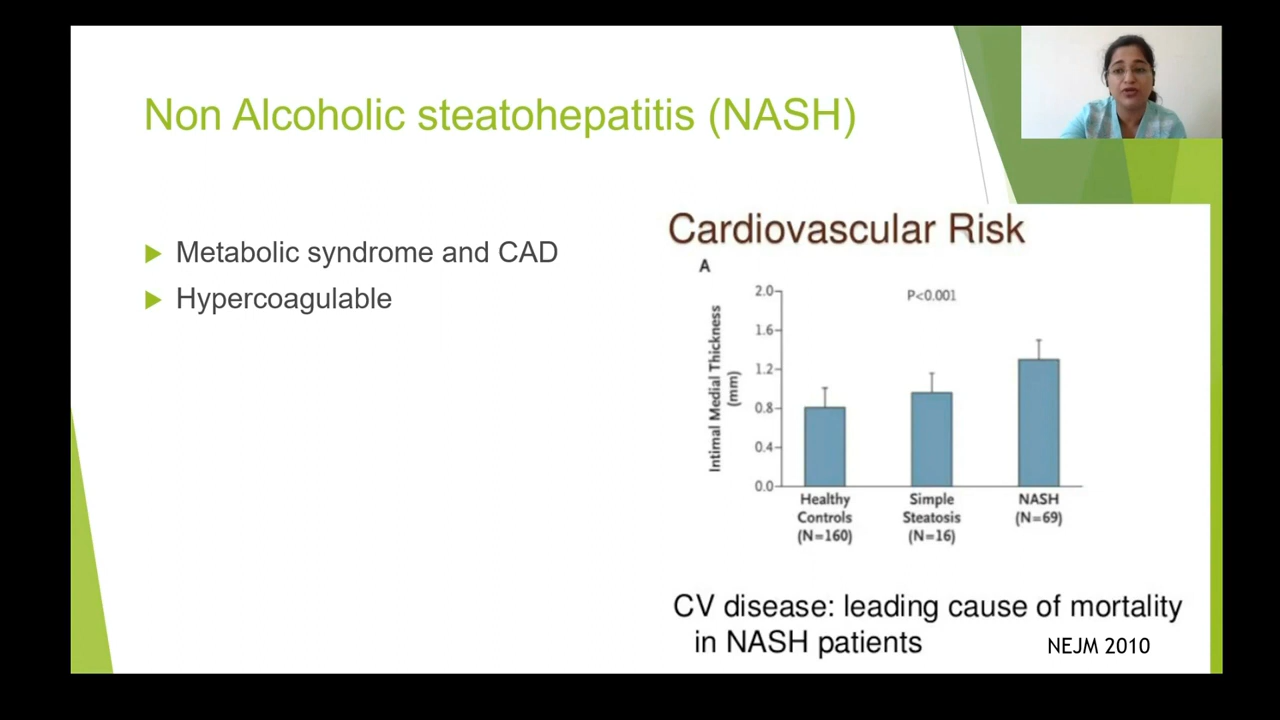 Non Alcoholic steatohepatitis (NASH)
Metabolic syndrome and CAD
Hypercoagulable
Cardiovascular Risk
A
P<0.001
Intimal Medial Thickness
(mm)
2.0
1.6
1.2
0.8
0.4
0.0
Healthy
Controls
(N=160)
Simple
Steatosis
(N=16)
NASH
(N=69)
CV disease: leading cause of mortality
in NASH patients
NEJM 2010